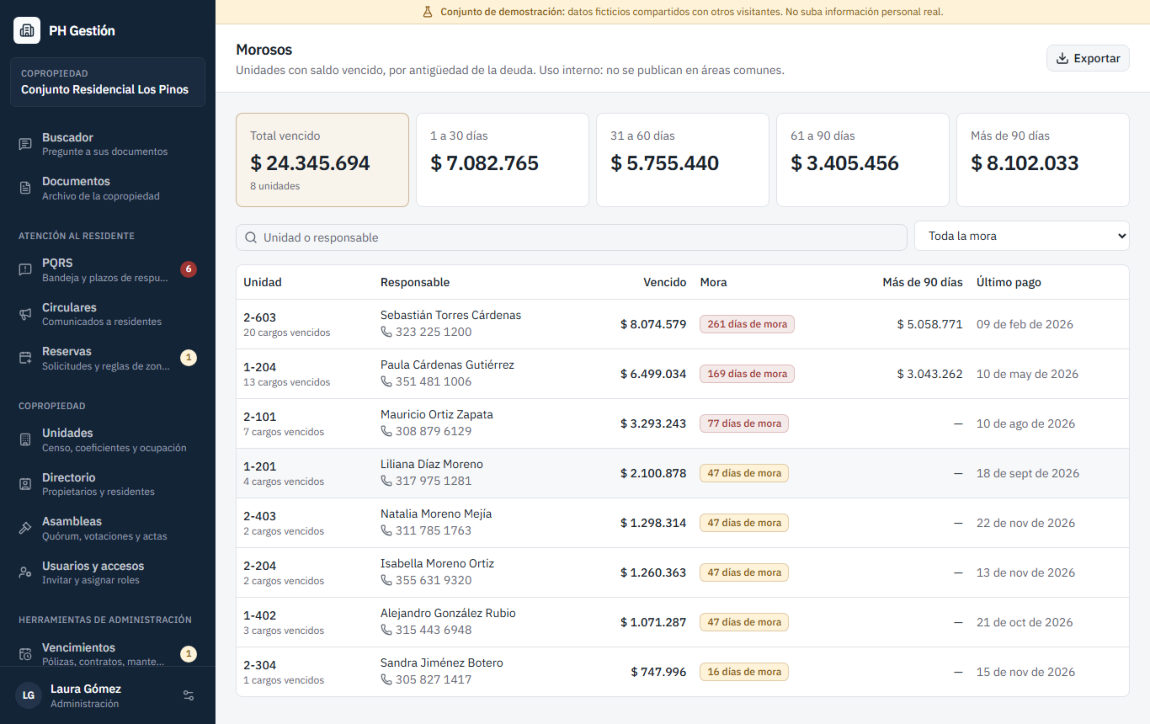 PH Gestión
COPROPIEDAD
Conjunto Residencial Los Pinos
Buscador
Pregunte a sus documentos
Documentos
Archivo de la copropiedad
ATENCIÓN AL RESIDENTE
PQRS
Bandeja y plazos de respu...
6
Circulares
Comunicados a residentes
Reservas
Solicitudes y reglas de zon...
1
COPROPIEDAD
Unidades
Censo, coeficientes y ocupación
Directorio
Propietarios y residentes
Asambleas
Quórum, votaciones y actas
Usuarios y accesos
Invitar y asignar roles
HERRAMIENTAS DE ADMINISTRACIÓN
Vencimientos
Pólizas, contratos, mante...
1
LG
Laura Gómez
Administración
Conjunto de demostración: datos ficticios compartidos con otros visitantes. No suba información personal real.
Morosos
Unidades con saldo vencido, por antigüedad de la deuda. Uso interno: no se publican en áreas comunes.
Exportar
Total vencido
$ 24.345.694
8 unidades
1 a 30 días
$ 7.082.765
31 a 60 días
$ 5.755.440
61 a 90 días
$ 3.405.456
Más de 90 días
$ 8.102.033
Unidad o responsable
Toda la mora
Unidad Responsable Vencido Mora Más de 90 días Último pago
2-603 Sebastián Torres Cárdenas $ 8.074.579 261 días de mora $ 5.058.771 09 de feb de 2026
20 cargos vencidos 323 225 1200
1-204 Paula Cárdenas Gutiérrez $ 6.499.034 169 días de mora $ 3.043.262 10 de may de 2026
13 cargos vencidos 351 481 1006
2-101 Mauricio Ortiz Zapata $ 3.293.243 77 días de mora — 10 de ago de 2026
7 cargos vencidos 308 879 6129
1-201 Liliana Díaz Moreno $ 2.100.878 47 días de mora — 18 de sept de 2026
4 cargos vencidos 317 975 1281
2-403 Natalia Moreno Mejía $ 1.298.314 47 días de mora — 22 de nov de 2026
2 cargos vencidos 311 785 1763
2-204 Isabella Moreno Ortiz $ 1.260.363 47 días de mora — 13 de nov de 2026
2 cargos vencidos 355 631 9320
1-402 Alejandro González Rubio $ 1.071.287 47 días de mora — 21 de oct de 2026
3 cargos vencidos 315 443 6948
2-304 Sandra Jiménez Botero $ 747.996 16 días de mora — 15 de nov de 2026
1 cargos vencidos 305 827 1417